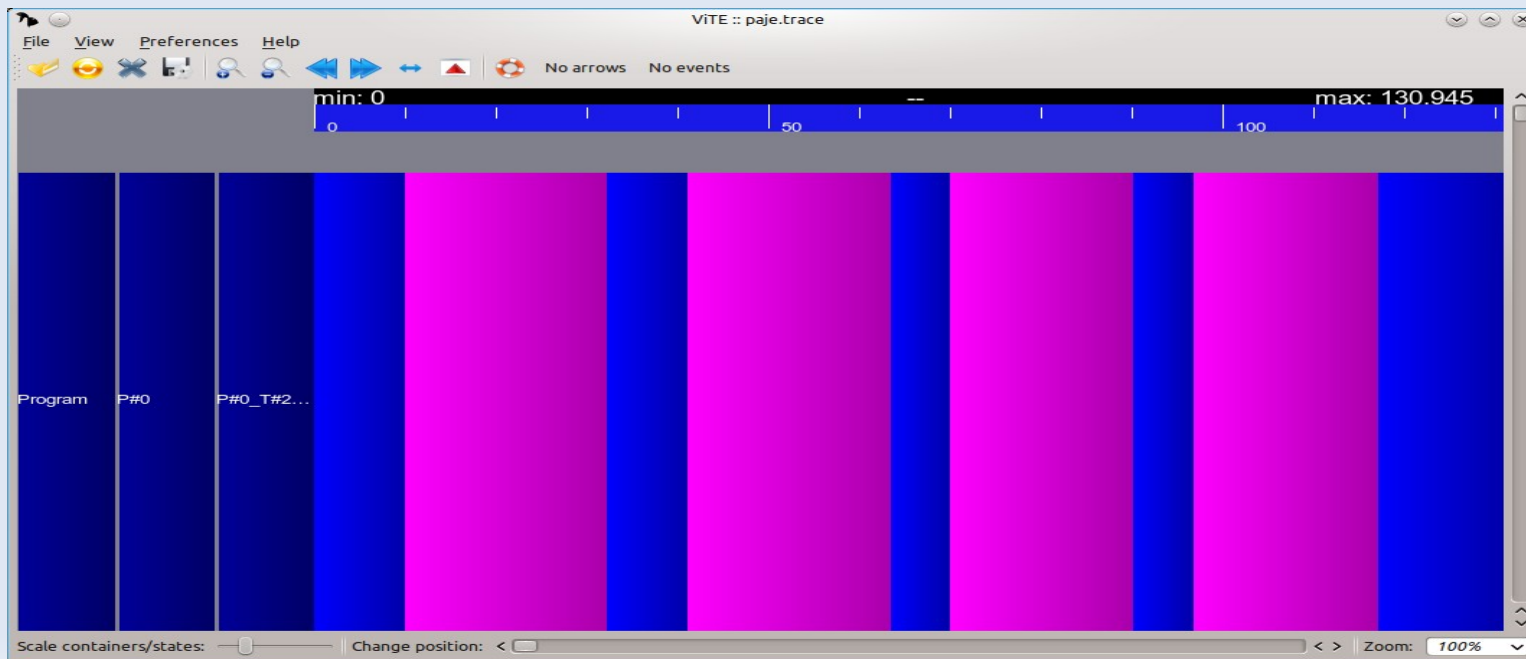 ViTE :: paje.trace
File View Preferences Help
No arrows No events
min: 0 -- max: 130.945
0 50 100
Program P#0 P#0_T#2...
Scale containers/states: Change position: < < > Zoom: 100%